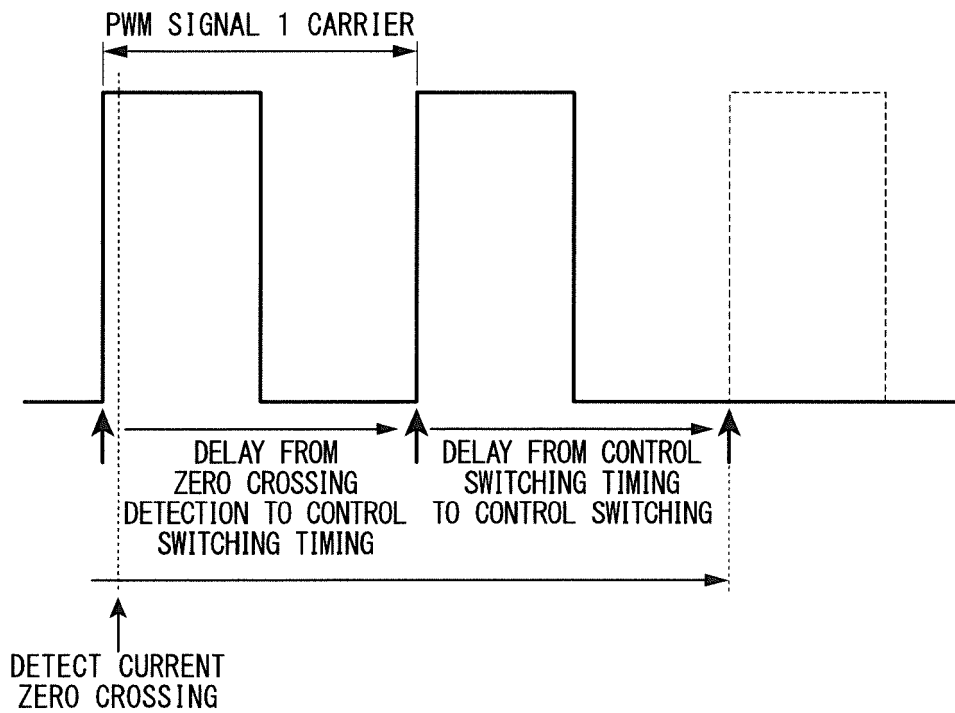 PWM SIGNAL 1 CARRIER
DELAY FROM
ZERO CROSSING
DETECTION TO CONTROL
SWITCHING TIMING
DELAY FROM CONTROL
SWITCHING TIMING
TO CONTROL SWITCHING
DETECT CURRENT
ZERO CROSSING